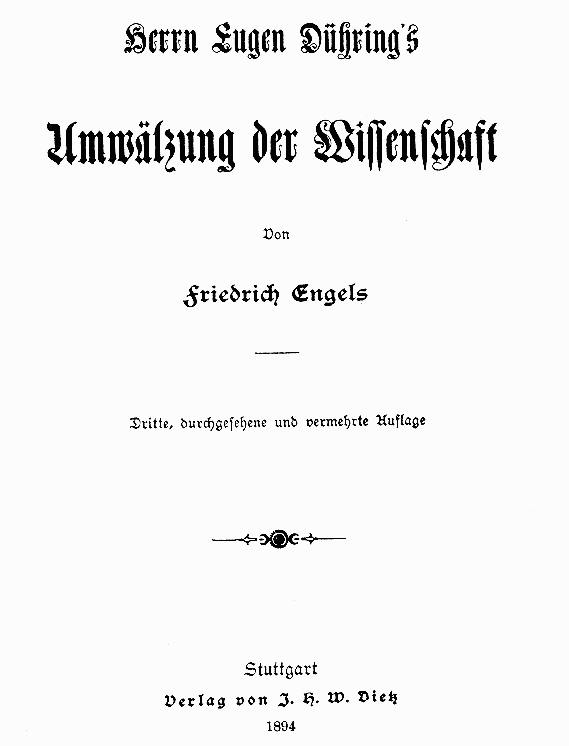 Herrn Eugen Dühring's
Umwälzung der Wissenschaft
Von
Friedrich Engels
Dritte, durchgesehene und vermehrte Auflage
Stuttgart
Verlag von J. H. W. Dietz
1894